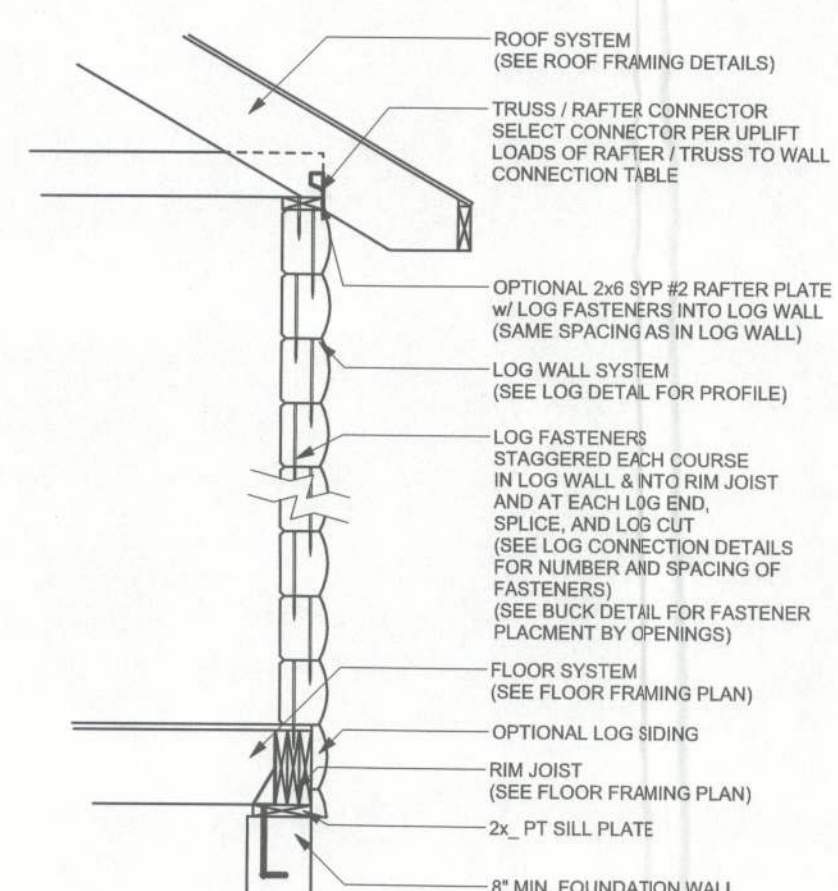 ROOF SYSTEM
(SEE ROOF FRAMING DETAILS)
TRUSS / RAFTER CONNECTOR
SELECT CONNECTOR PER UPLIFT
LOADS OF RAFTER / TRUSS TO WALL
CONNECTION TABLE
OPTIONAL 2x6 SYP #2 RAFTER PLATE
w/ LOG FASTENERS INTO LOG WALL
(SAME SPACING AS IN LOG WALL)
LOG WALL SYSTEM
(SEE LOG DETAIL FOR PROFILE)
LOG FASTENERS
STAGGERED EACH COURSE
IN LOG WALL & INTO RIM JOIST
AND AT EACH LOG END,
SPLICE, AND LOG CUT
(SEE LOG CONNECTION DETAILS
FOR NUMBER AND SPACING OF
FASTENERS)
(SEE BUCK DETAIL FOR FASTENER
PLACMENT BY OPENINGS)
FLOOR SYSTEM
(SEE FLOOR FRAMING PLAN)
OPTIONAL LOG SIDING
RIM JOIST
(SEE FLOOR FRAMING PLAN)
2x_ PT SILL PLATE
8" MIN. FOUNDATION WALL